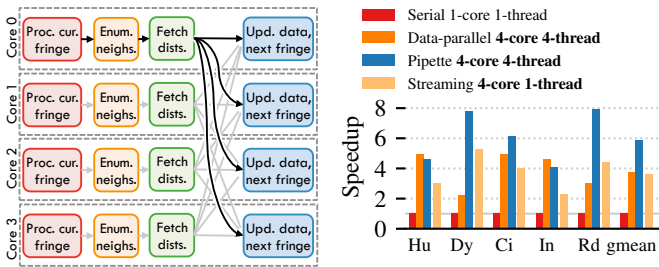 Core 0
Proc. cur.
fringe
Enum.
neighs.
Fetch
dists.
Upd. data,
next fringe
Core 1
Proc. cur.
fringe
Enum.
neighs.
Fetch
dists.
Upd. data,
next fringe
Core 2
Proc. cur.
fringe
Enum.
neighs.
Fetch
dists.
Upd. data,
next fringe
Core 3
Proc. cur.
fringe
Enum.
neighs.
Fetch
dists.
Upd. data,
next fringe
Serial 1-core 1-thread
Data-parallel 4-core 4-thread
Pipette 4-core 4-thread
Streaming 4-core 1-thread
Speedup
8
6
4
2
0
Hu Dy Ci In Rd gmean